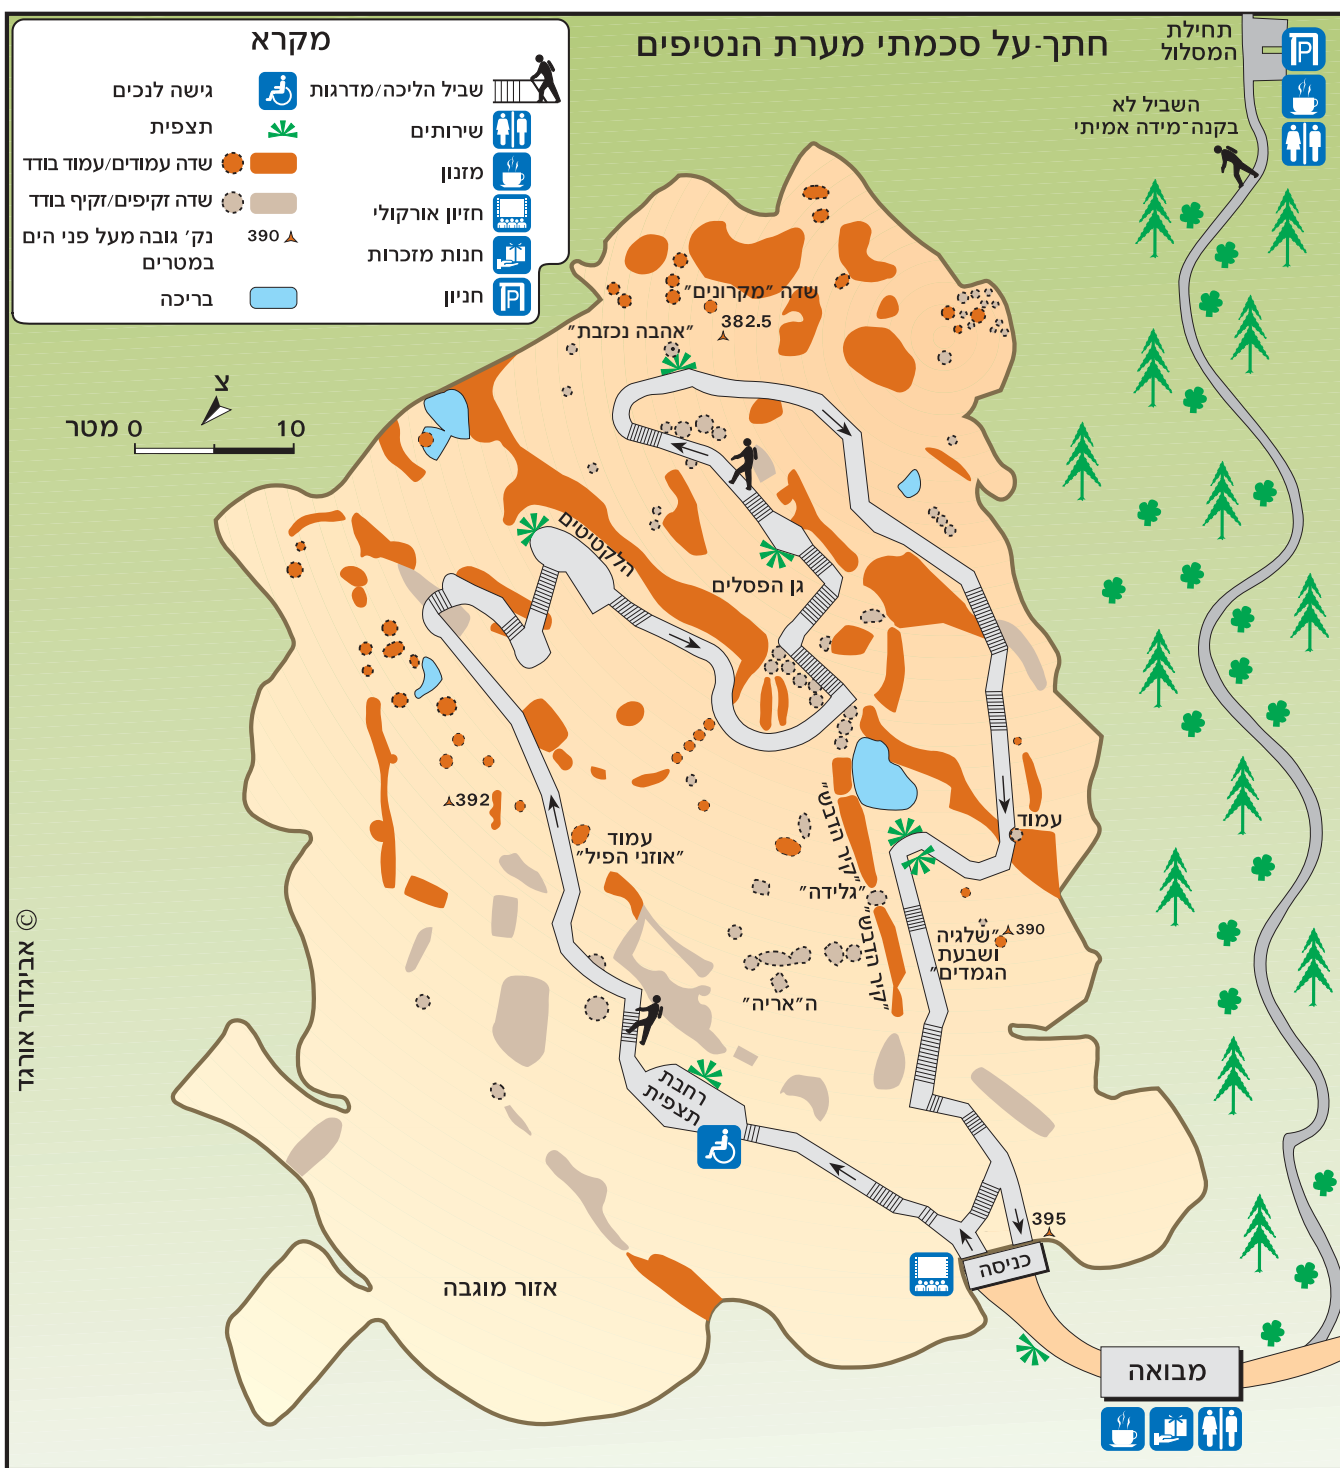 חתך-על סכמתי מערת הנטיפים
מקרא
שביל הליכה/מדרגות
שירותים
מזנון
חזיון אורקולי
חנות מזכרות
חניון
גישה לנכים
תצפית
שדה עמודים/עמוד בודד
שדה זקיפים/זקיף בודד
נק׳ גובה מעל פני הים
במטרים
390
בריכה
תחילת
המסלול
השביל לא
בקנה־מידה אמיתי
צ
מטר 0 10
שדה "מקרונים"
382.5
"אהבה נכזבת"
הלקטיטים
גן הפסלים
392
עמוד
"אוזני הפיל"
"קיר הדבש"
"גלידה"
"קיר הדבש"
עמוד
390
"שלגיה
ושבעת
הגמדים"
ה"אריה"
רחבת
תצפית
395
כניסה
אזור מוגבה
מבואה
© אביגדור אורגד